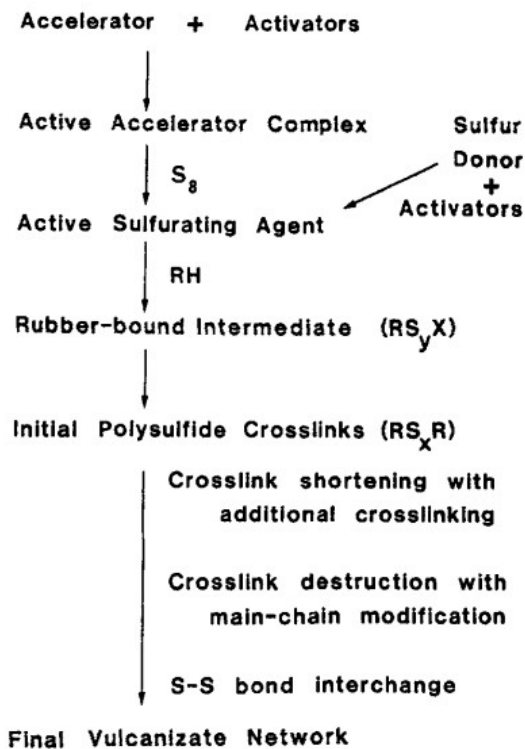 Accelerator + Activators
Active Accelerator Complex
Sulfur
Donor
+
S8
Activators
Active Sulfurating Agent
RH
Rubber-bound Intermediate (RSyX)
Initial Polysulfide Crosslinks (RSxR)
Crosslink shortening with
additional crosslinking
Crosslink destruction with
main-chain modification
S-S bond interchange
Final Vulcanizate Network